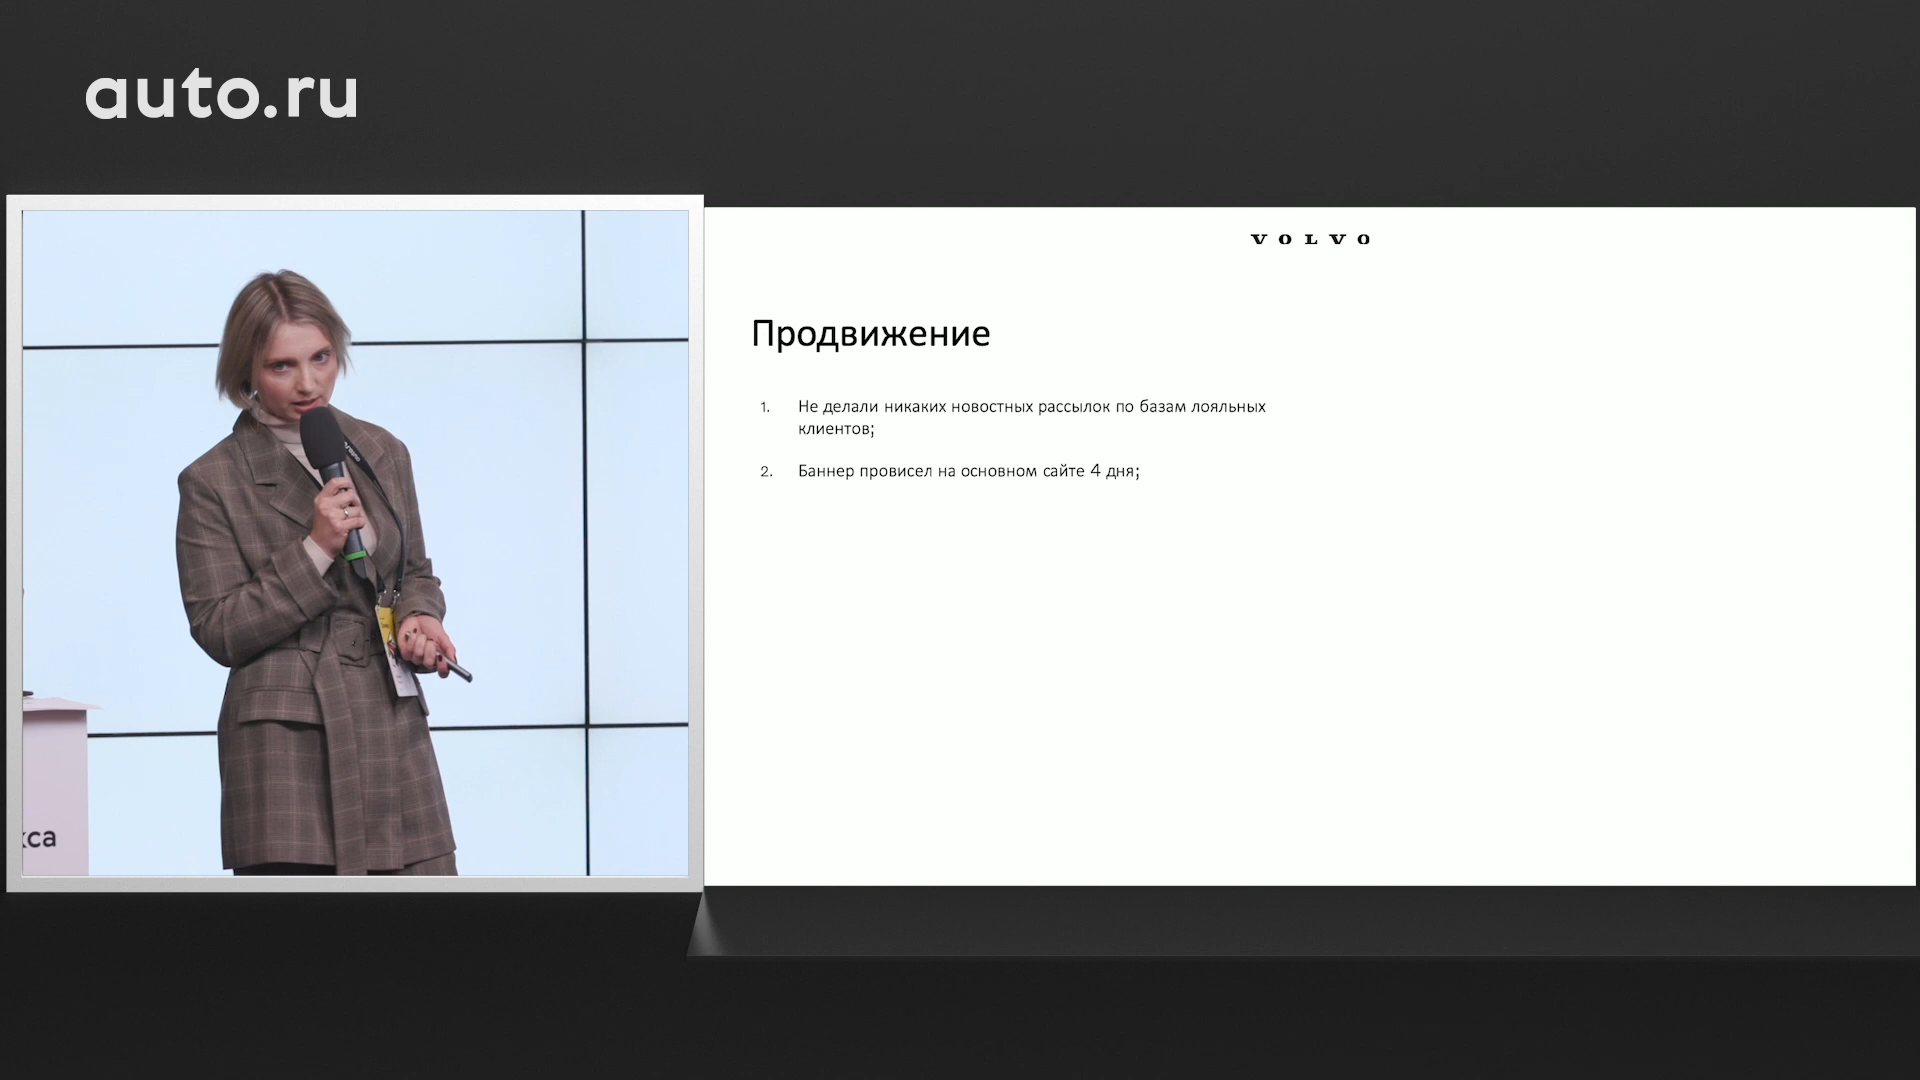 auto.ru
VOLVO
Продвижение
1. Не делали никаких новостных рассылок по базам лояльных
клиентов;
2. Баннер провисел на основном сайте 4 дня;
кса